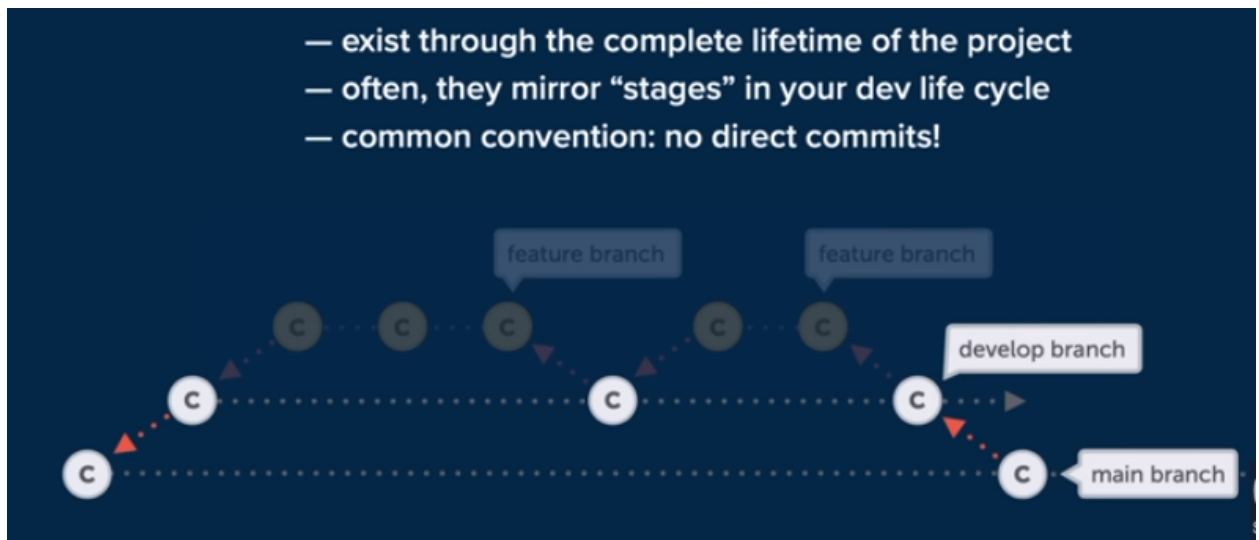 — exist through the complete lifetime of the project
— often, they mirror “stages” in your dev life cycle
— common convention: no direct commits!
feature branch
feature branch
C
C
C
C
C
develop branch
C
C
C
C
C
main branch